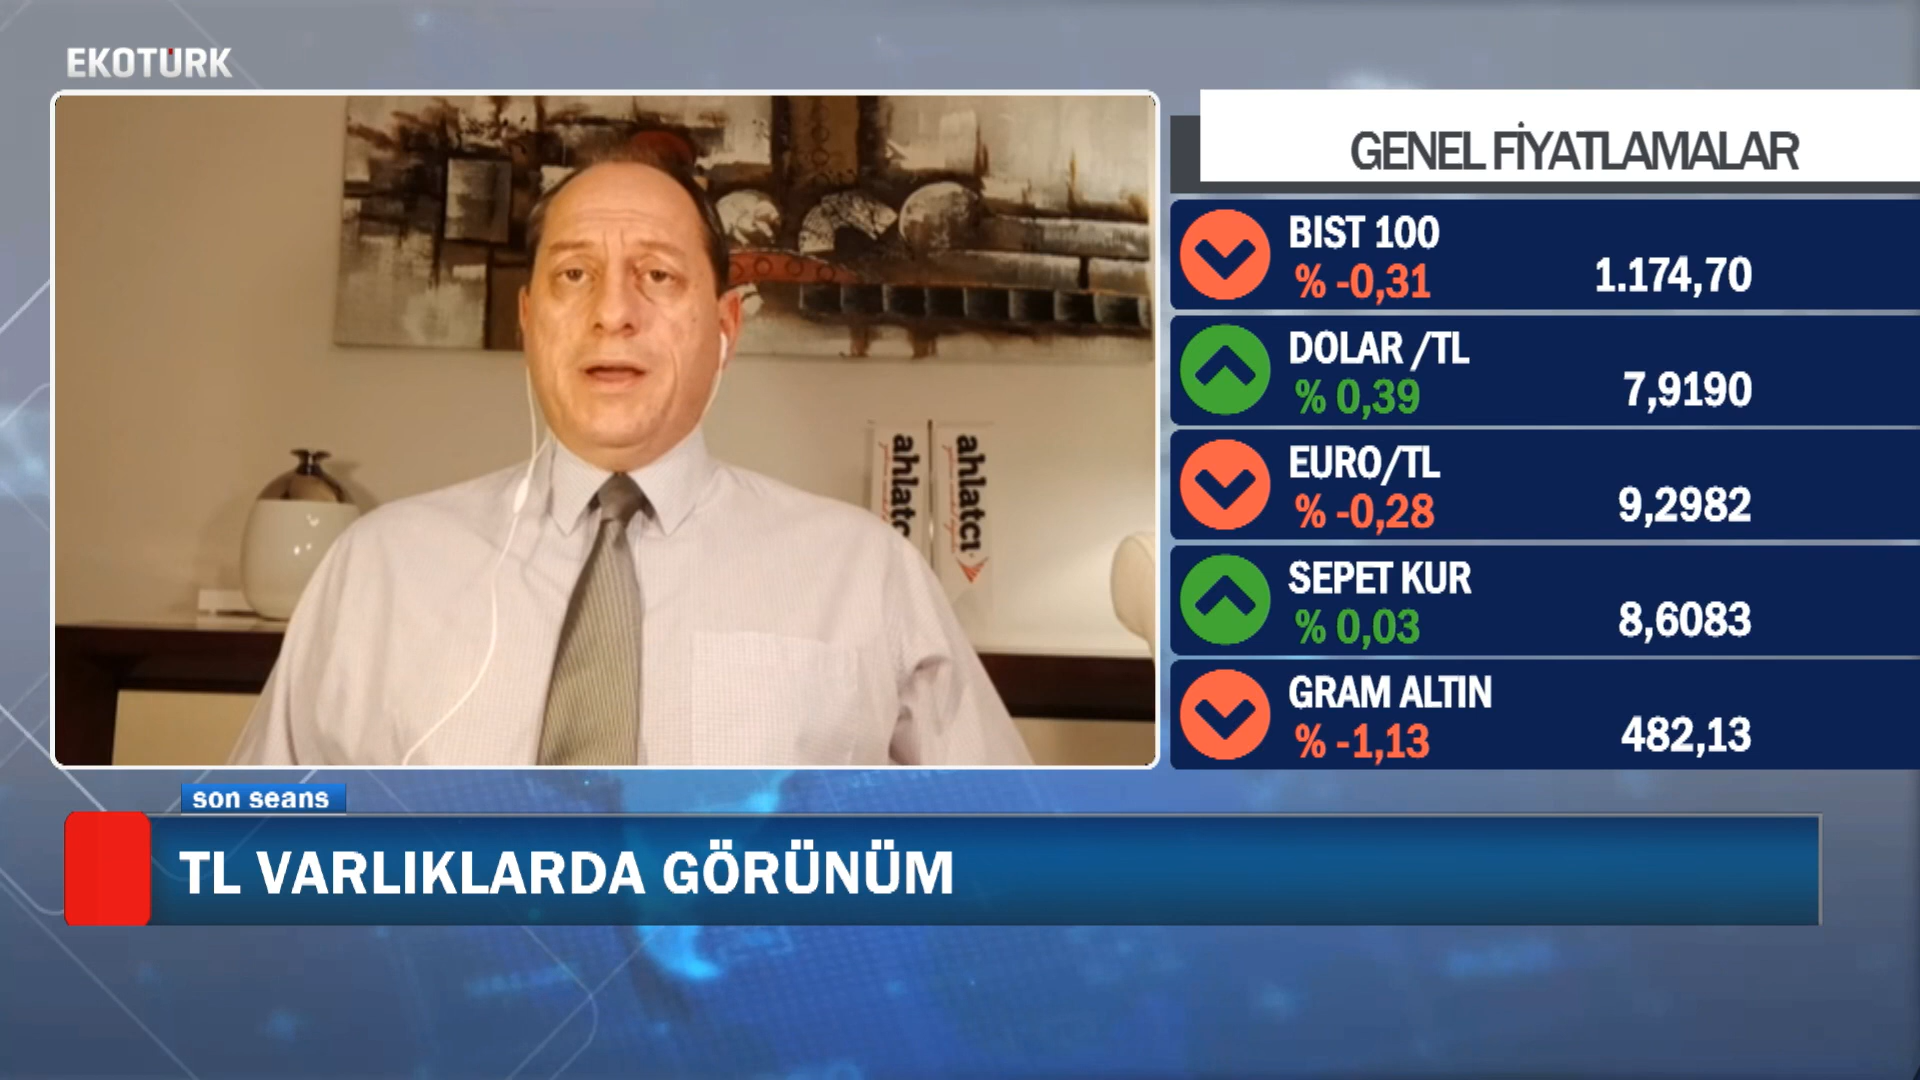 EKOTÜRK
GENEL FİYATLAMALAR
BIST 100
% -0,31
1.174,70
DOLAR /TL
% 0,39
7,9190
EURO/TL
% -0,28
9,2982
SEPET KUR
% 0,03
8,6083
GRAM ALTIN
% -1,13
482,13
ahlatcı
ahlatcı
son seans
TL VARLIKLARDA GÖRÜNÜM